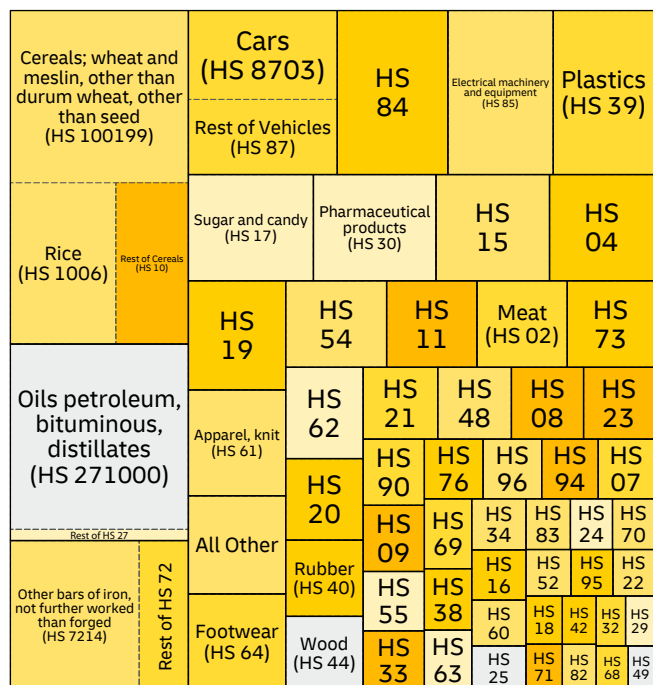 Cereals; wheat and
meslin, other than
durum wheat, other
than seed
(HS 100199)
Cars
(HS 8703)
Rest of Vehicles
(HS 87)
HS
84
Electrical machinery
and equipment
(HS 85)
Plastics
(HS 39)
Rice
(HS 1006)
Rest of Cereals
(HS 10)
Sugar and candy
(HS 17)
Pharmaceutical
products
(HS 30)
HS
15
HS
04
Oils petroleum,
bituminous,
distillates
(HS 271000)
Rest of HS 27
Other bars of iron,
not further worked
than forged
(HS 7214)
Rest of HS 72
HS
19
HS
54
HS
11
Meat
(HS 02)
HS
73
Apparel, knit
(HS 61)
All Other
Footwear
(HS 64)
HS
62
HS
20
Rubber
(HS 40)
Wood
(HS 44)
HS
21
HS
48
HS
08
HS
23
HS
90
HS
76
HS
96
HS
94
HS
07
HS
09
HS
69
HS
34
HS
83
HS
24
HS
70
HS
55
HS
38
HS
16
HS
52
HS
95
HS
22
HS
33
HS
63
HS
60
HS
18
HS
42
HS
32
HS
29
HS
25
HS
71
HS
82
HS
68
HS
49